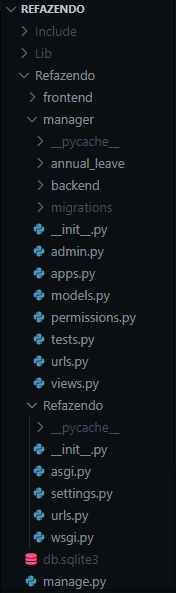 REFAZENDO
Include
Lib
Refazendo
frontend
manager
__pycache__
annual_leave
backend
migrations
__init__.py
admin.py
apps.py
models.py
permissions.py
tests.py
urls.py
views.py
Refazendo
__pycache__
__init__.py
asgi.py
settings.py
urls.py
wsgi.py
db.sqlite3
manage.py